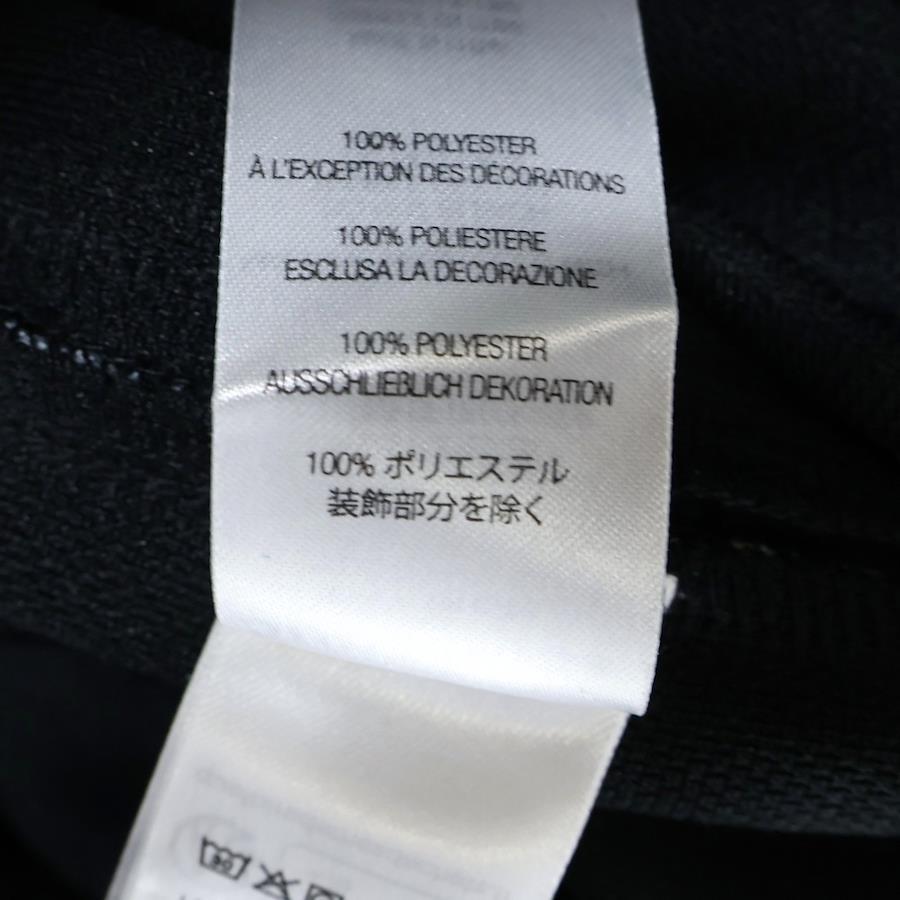 100% POLYESTER
À L'EXCEPTION DES DÉCORATIONS
100% POLIESTERE
ESCLUSA LA DECORAZIONE
100% POLYESTER
AUSSCHLIEßLICH DEKORATION
100% ポリエステル
装飾部分を除く